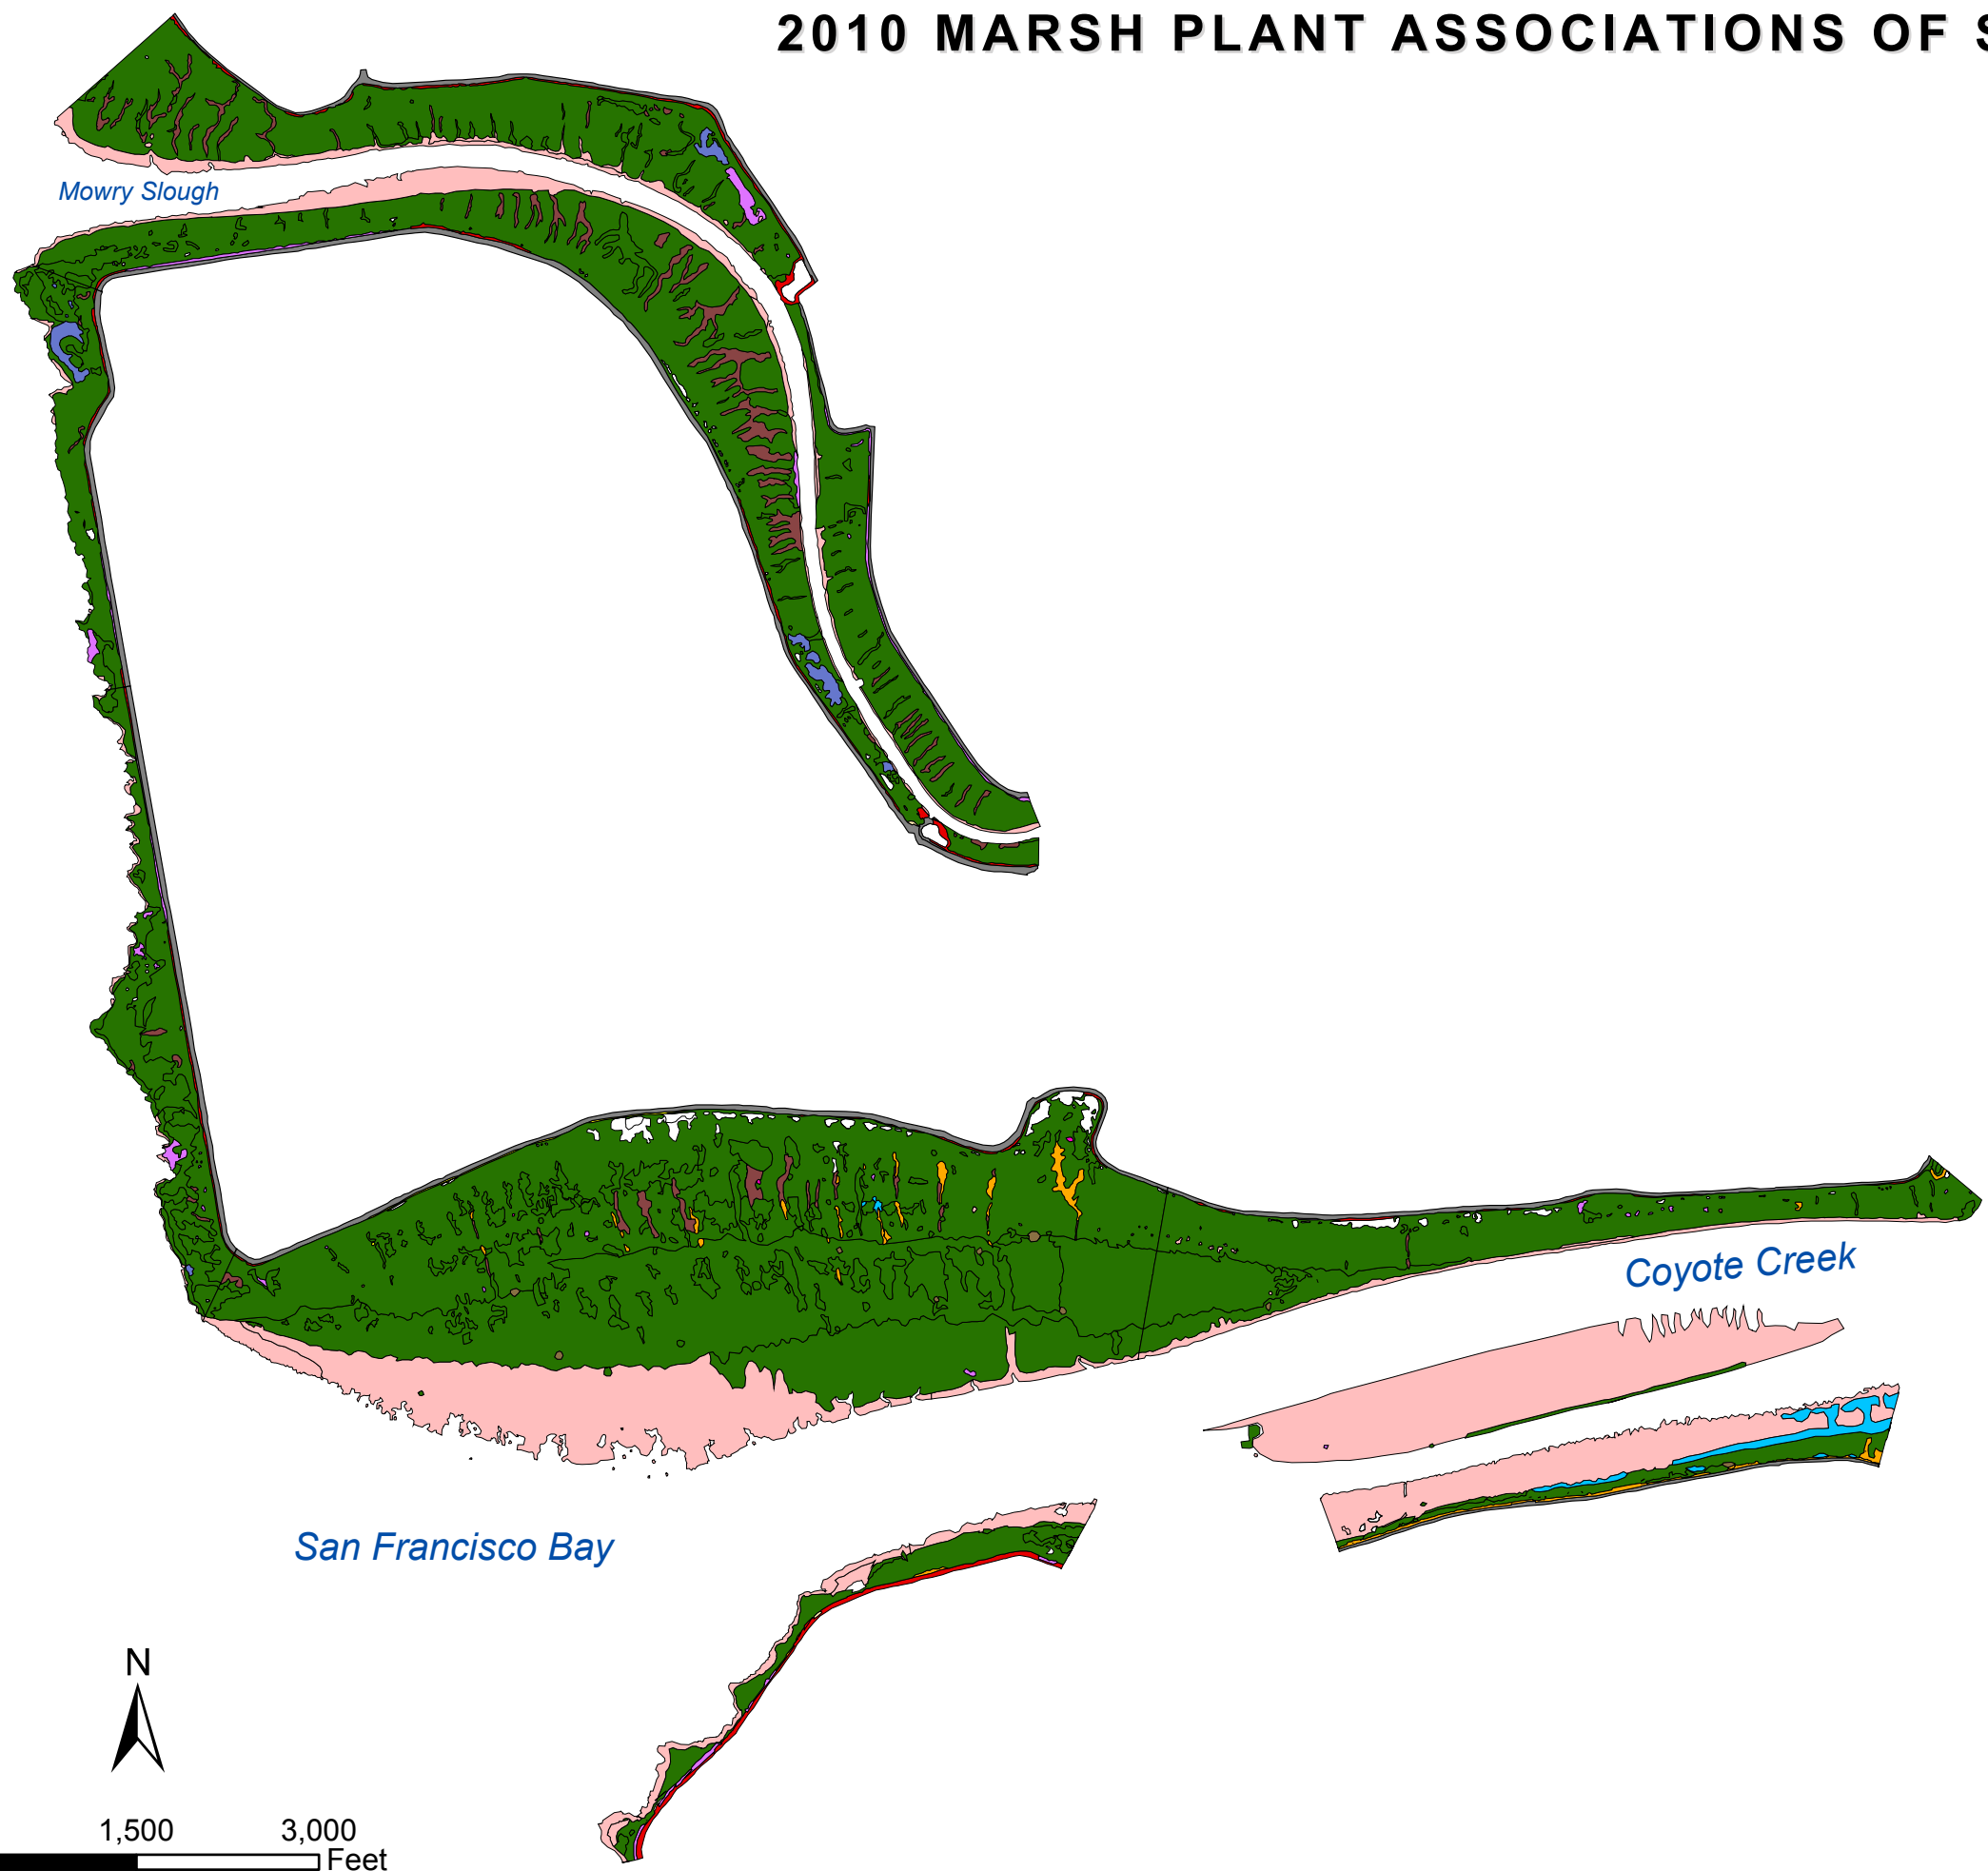 2010 MARSH PLANT ASSOCIATIONS OF S
Mowry Slough
Coyote Creek
San Francisco Bay
N
1,500 3,000
Feet